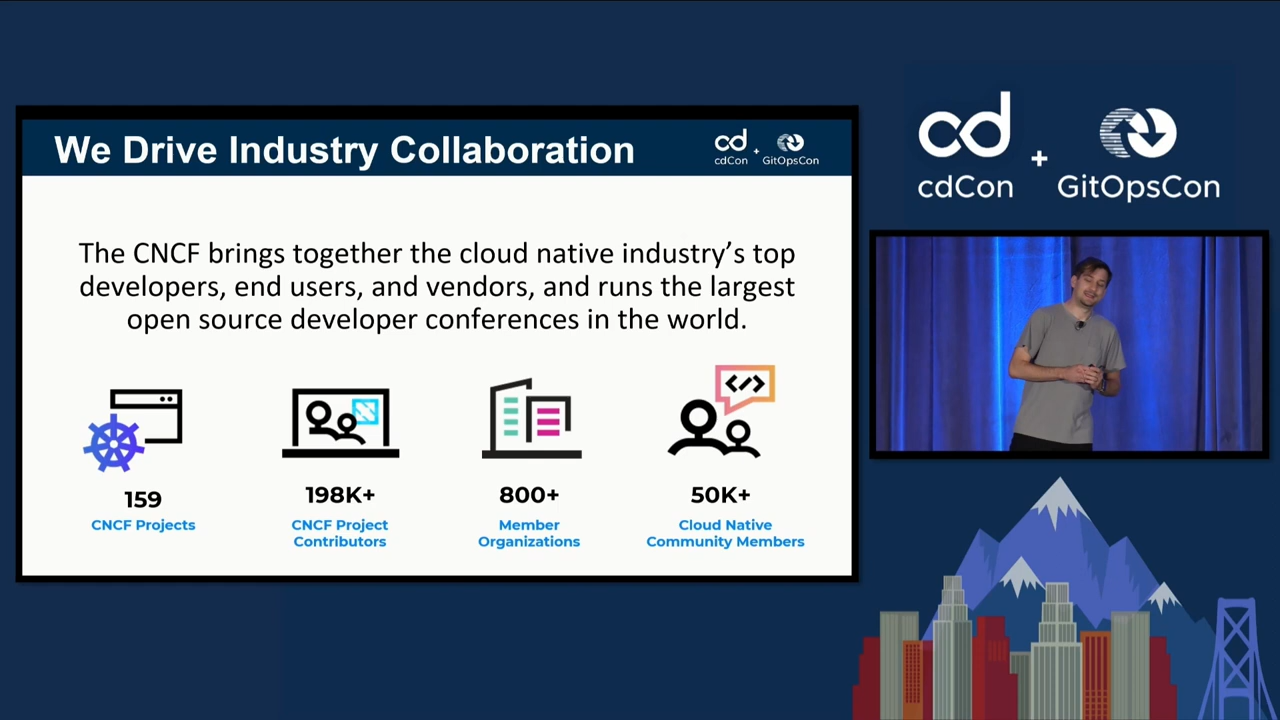 We Drive Industry Collaboration
cd
cdCon
+
GitOpsCon
The CNCF brings together the cloud native industry’s top
developers, end users, and vendors, and runs the largest
open source developer conferences in the world.
159
CNCF Projects
198K+
CNCF Project
Contributors
800+
Member
Organizations
50K+
Cloud Native
Community Members
cd
cdCon
+
GitOpsCon